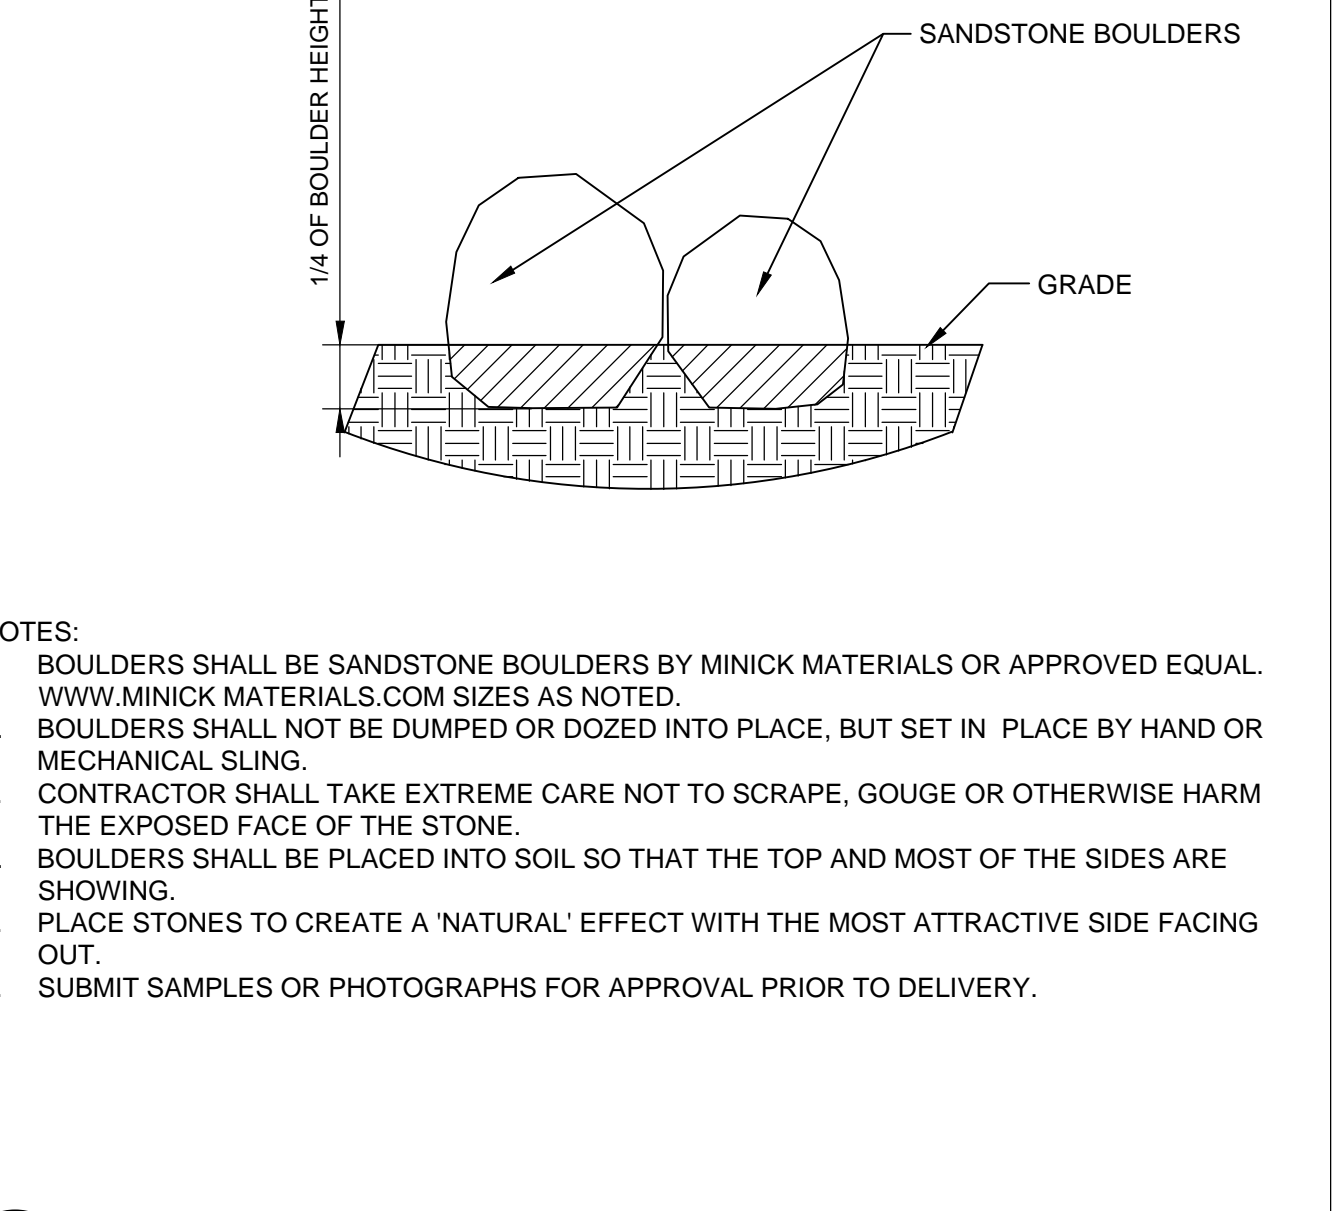 SANDSTONE BOULDERS
1/4 OF BOULDER HEIGHT
GRADE
OTES:
BOULDERS SHALL BE SANDSTONE BOULDERS BY MINICK MATERIALS OR APPROVED EQUAL.
WWW.MINICK MATERIALS.COM SIZES AS NOTED.
BOULDERS SHALL NOT BE DUMPED OR DOZED INTO PLACE, BUT SET IN  PLACE BY HAND OR
MECHANICAL SLING.
CONTRACTOR SHALL TAKE EXTREME CARE NOT TO SCRAPE, GOUGE OR OTHERWISE HARM
THE EXPOSED FACE OF THE STONE.
BOULDERS SHALL BE PLACED INTO SOIL SO THAT THE TOP AND MOST OF THE SIDES ARE
SHOWING.
PLACE STONES TO CREATE A 'NATURAL' EFFECT WITH THE MOST ATTRACTIVE SIDE FACING
OUT.
SUBMIT SAMPLES OR PHOTOGRAPHS FOR APPROVAL PRIOR TO DELIVERY.